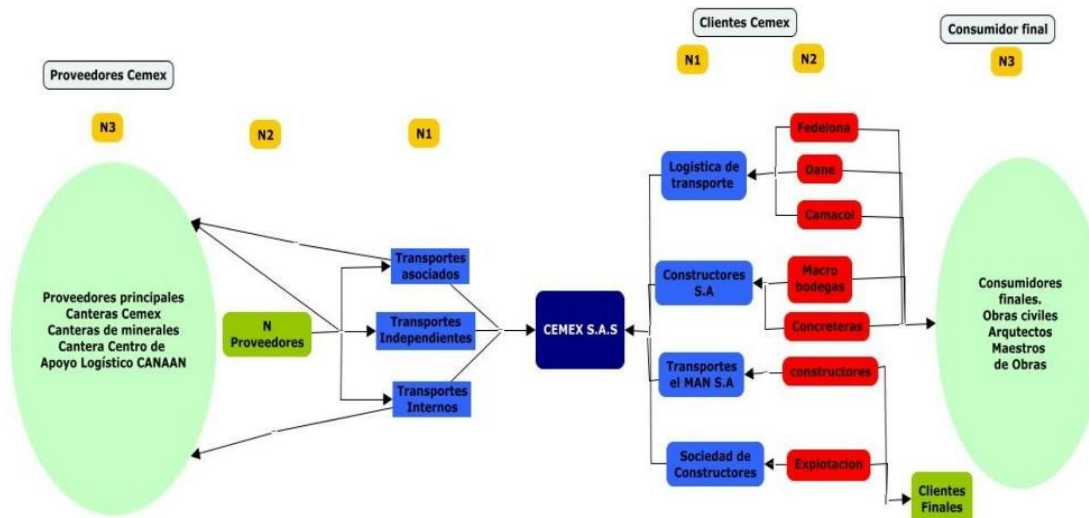 Clientes Cemex
Consumidor final
N1
N2
N3
Proveedores Cemex
N3
N2
N1
Proveedores principales
Canteras Cemex
Canteras de minerales
Cantera Centro de
Apoyo Logístico CANAAN
N
Proveedores
Transportes
asociados
Transportes
Independientes
Transportes
Internos
CEMEX S.A.S
Logistica de
transporte
Constructores
S.A
Transportes
el MAN S.A
Sociedad de
Constructores
Fedelona
Dane
Camacol
Macro
bodegas
Concreteras
constructores
Explotacion
Consumidores
finales.
Obras civiles
Arqutectos
Maestros
de Obras
Clientes
Finales